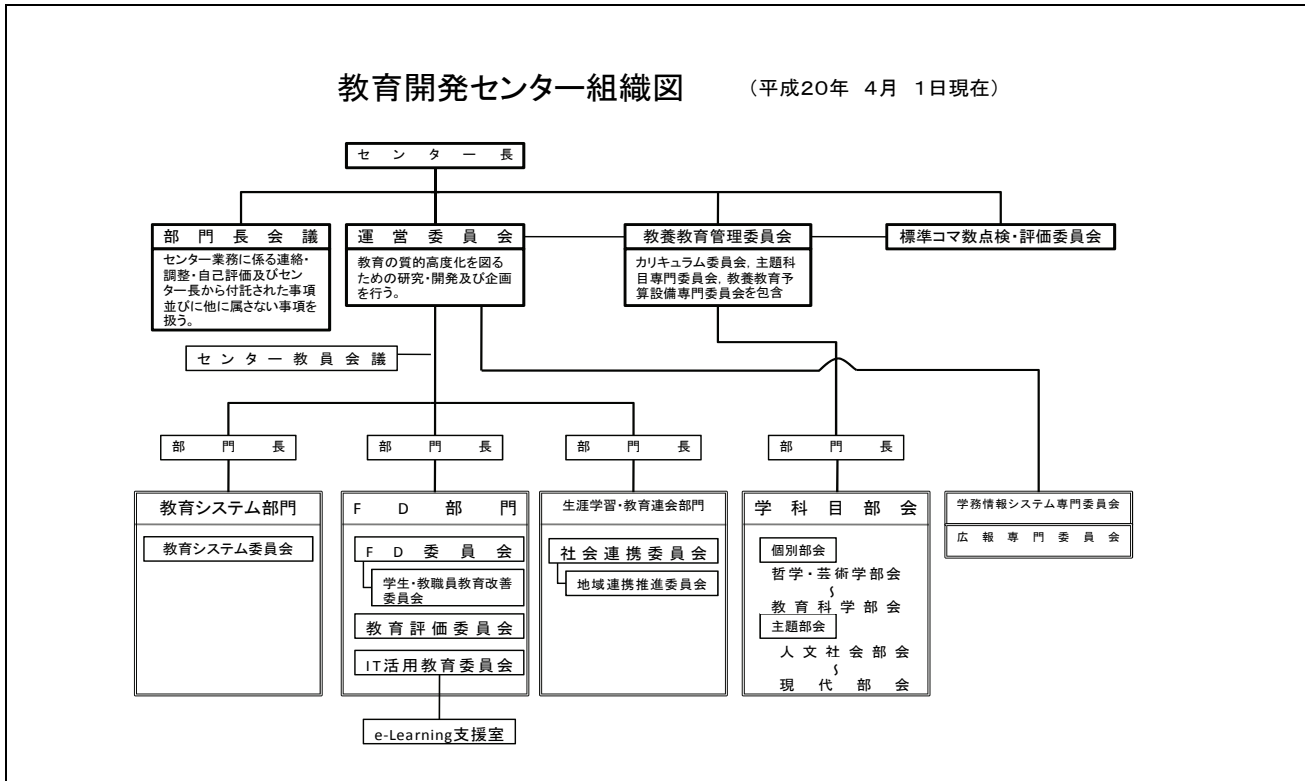 教育開発センター組織図 （平成20年 4月 1日現在）
センター長
部門長会議
センター業務に係る連絡・
調整・自己評価及びセン
ター長から付託された事項
並びに他に属さない事項を
扱う。
運営委員会
教育の質的高度化を図る
ための研究・開発及び企画
を行う。
教養教育管理委員会
カリキュラム委員会，主題科
目専門委員会，教養教育予
算設備専門委員会を包含
標準コマ数点検・評価委員会
センター教員会議
部門長
部門長
部門長
部門長
教育システム部門
教育システム委員会
FD部門
FD委員会
学生・教職員教育改善
委員会
教育評価委員会
IT活用教育委員会
e-Learning支援室
生涯学習・教育連会部門
社会連携委員会
地域連携推進委員会
学科目部会
個別部会
哲学・芸術学部会
〜
教育科学部会
主題部会
人文社会部会
〜
現代部会
学務情報システム専門委員会
広報専門委員会